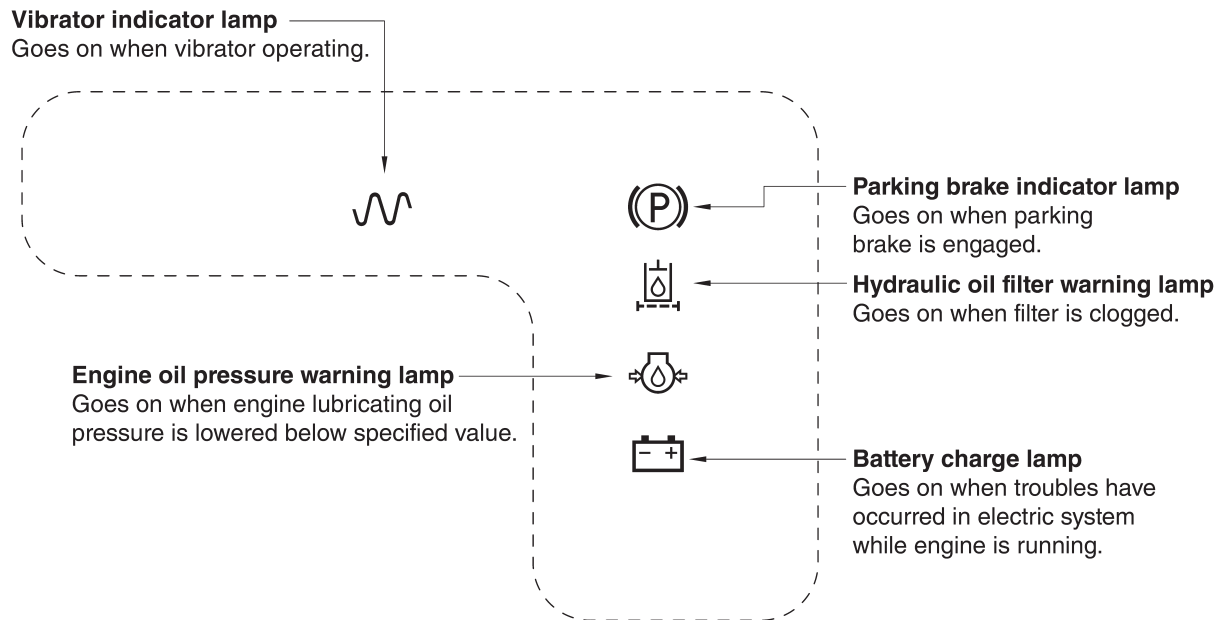 Vibrator indicator lamp
Goes on when vibrator operating.
P
Parking brake indicator lamp
Goes on when parking
brake is engaged.
Hydraulic oil filter warning lamp
Goes on when filter is clogged.
Engine oil pressure warning lamp
Goes on when engine lubricating oil
pressure is lowered below specified value.
- +
Battery charge lamp
Goes on when troubles have
occurred in electric system
while engine is running.